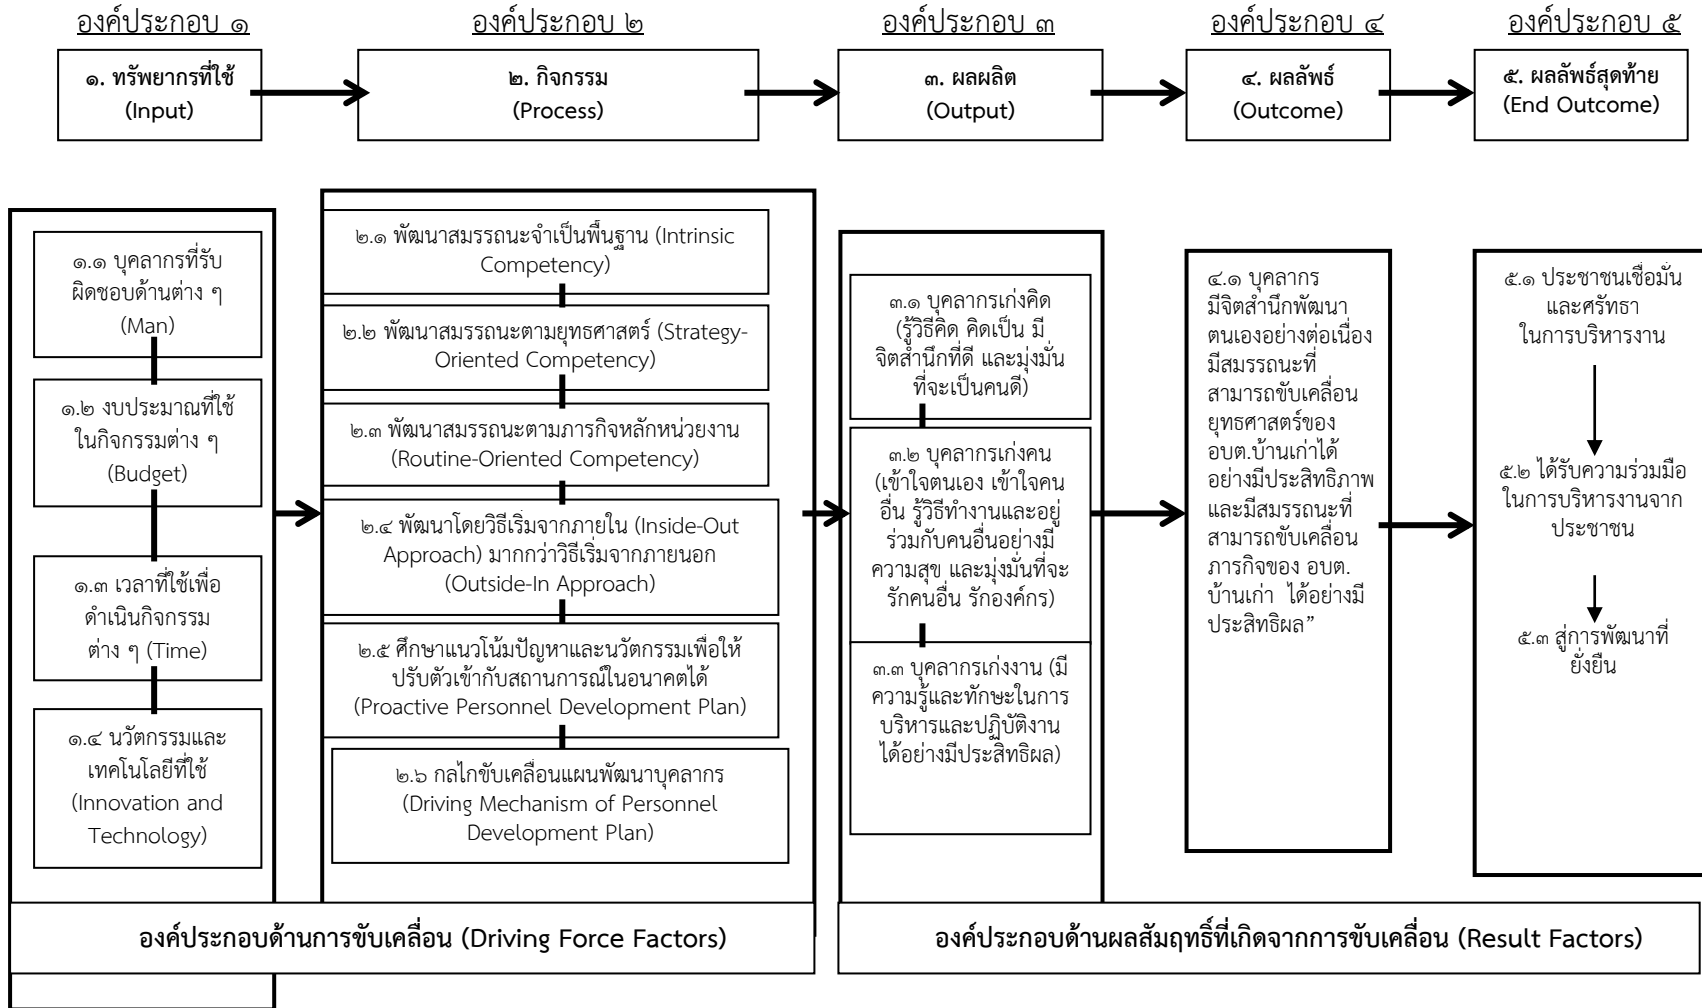 องค์ประกอบ ๑
องค์ประกอบ ๒
องค์ประกอบ ๓
องค์ประกอบ ๔
องค์ประกอบ ๕
๑. ทรัพยากรที่ใช้
(Input)
๒. กิจกรรม
(Process)
๓. ผลผลิต
(Output)
๔. ผลลัพธ์
(Outcome)
๕. ผลลัพธ์สุดท้าย
(End Outcome)
๑.๑ บุคลากรที่รับ
ผิดชอบด้านต่าง ๆ
(Man)
๑.๒ งบประมาณที่ใช้
ในกิจกรรมต่าง ๆ
(Budget)
๑.๓ เวลาที่ใช้เพื่อ
ดำเนินกิจกรรม
ต่าง ๆ (Time)
๑.๔ นวัตกรรมและ
เทคโนโลยีที่ใช้
(Innovation and
Technology)
๒.๑ พัฒนาสมรรถนะจำเป็นพื้นฐาน (Intrinsic
Competency)
๒.๒ พัฒนาสมรรถนะตามยุทธศาสตร์ (Strategy-
Oriented Competency)
๒.๓ พัฒนาสมรรถนะตามภารกิจหลักหน่วยงาน
(Routine-Oriented Competency)
๒.๔ พัฒนาโดยวิธีเริ่มจากภายใน (Inside-Out
Approach) มากกว่าวิธีเริ่มจากภายนอก
(Outside-In Approach)
๒.๕ ศึกษาแนวโน้มปัญหาและนวัตกรรมเพื่อให้
ปรับตัวเข้ากับสถานการณ์ในอนาคตได้
(Proactive Personnel Development Plan)
๒.๖ กลไกขับเคลื่อนแผนพัฒนาบุคลากร
(Driving Mechanism of Personnel
Development Plan)
๓.๑ บุคลากรเก่งคิด
(รู้วิธีคิด คิดเป็น มี
จิตสำนึกที่ดี และมุ่งมั่น
ที่จะเป็นคนดี)
๓.๒ บุคลากรเก่งคน
(เข้าใจตนเอง เข้าใจคน
อื่น รู้วิธีทำงานและอยู่
ร่วมกับคนอื่นอย่างมี
ความสุข และมุ่งมั่นที่จะ
รักคนอื่น รักองค์กร)
๓.๓ บุคลากรเก่งงาน (มี
ความรู้และทักษะในการ
บริหารและปฏิบัติงาน
ได้อย่างมีประสิทธิผล)
๔.๑ บุคลากร
มีจิตสำนึกพัฒนา
ตนเองอย่างต่อเนื่อง
มีสมรรถนะที่
สามารถขับเคลื่อน
ยุทธศาสตร์ของ
อบต.บ้านเก่าได้
อย่างมีประสิทธิภาพ
และมีสมรรถนะที่
สามารถขับเคลื่อน
ภารกิจของ อบต.
บ้านเก่า ได้อย่างมี
ประสิทธิผล”
๕.๑ ประชาชนเชื่อมั่น
และศรัทธา
ในการบริหารงาน
๕.๒ ได้รับความร่วมมือ
ในการบริหารงานจาก
ประชาชน
๕.๓ สู่การพัฒนาที่
ยั่งยืน
องค์ประกอบด้านการขับเคลื่อน (Driving Force Factors)
องค์ประกอบด้านผลสัมฤทธิ์ที่เกิดจากการขับเคลื่อน (Result Factors)